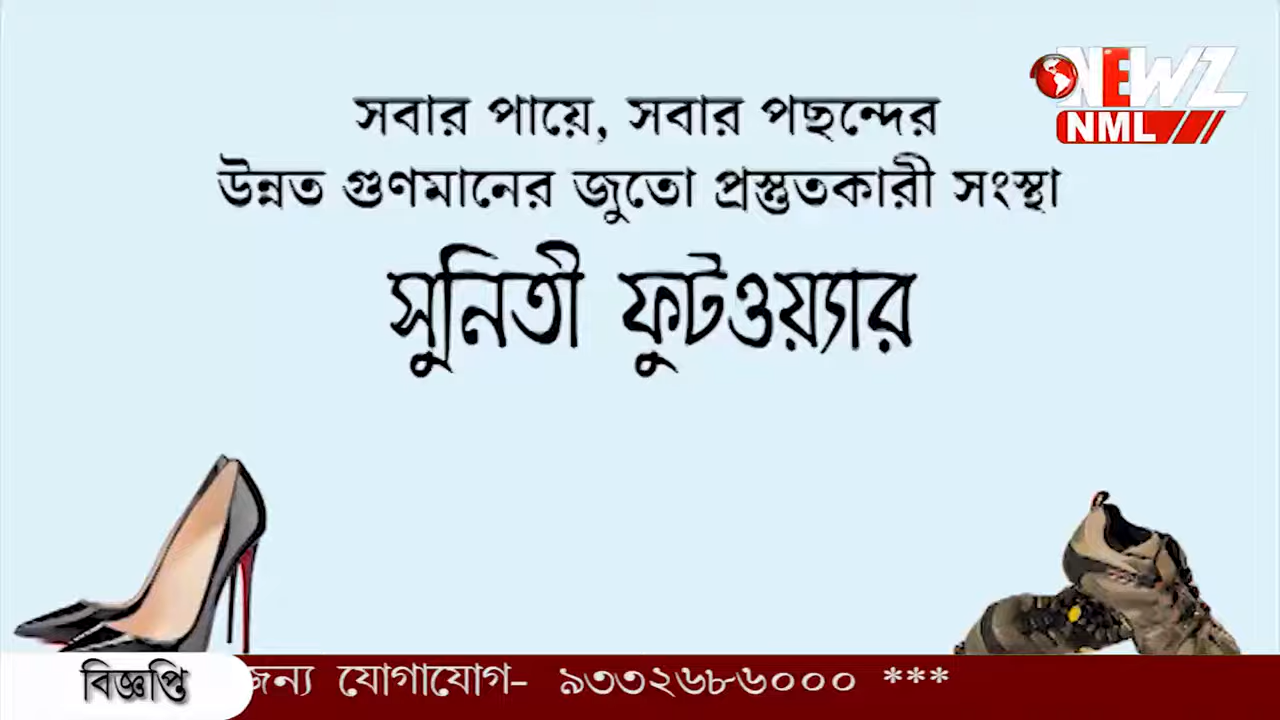 NEWZ
NML
সবার পায়ে, সবার পছন্দের
উন্নত গুণমানের জুতো প্রস্তুতকারী সংস্থা
সুনিতী ফুটওয়্যার
বিজ্ঞপ্তি
জন্য যোগাযোগ- ৯৩৩২৬৮৬০০০ ***